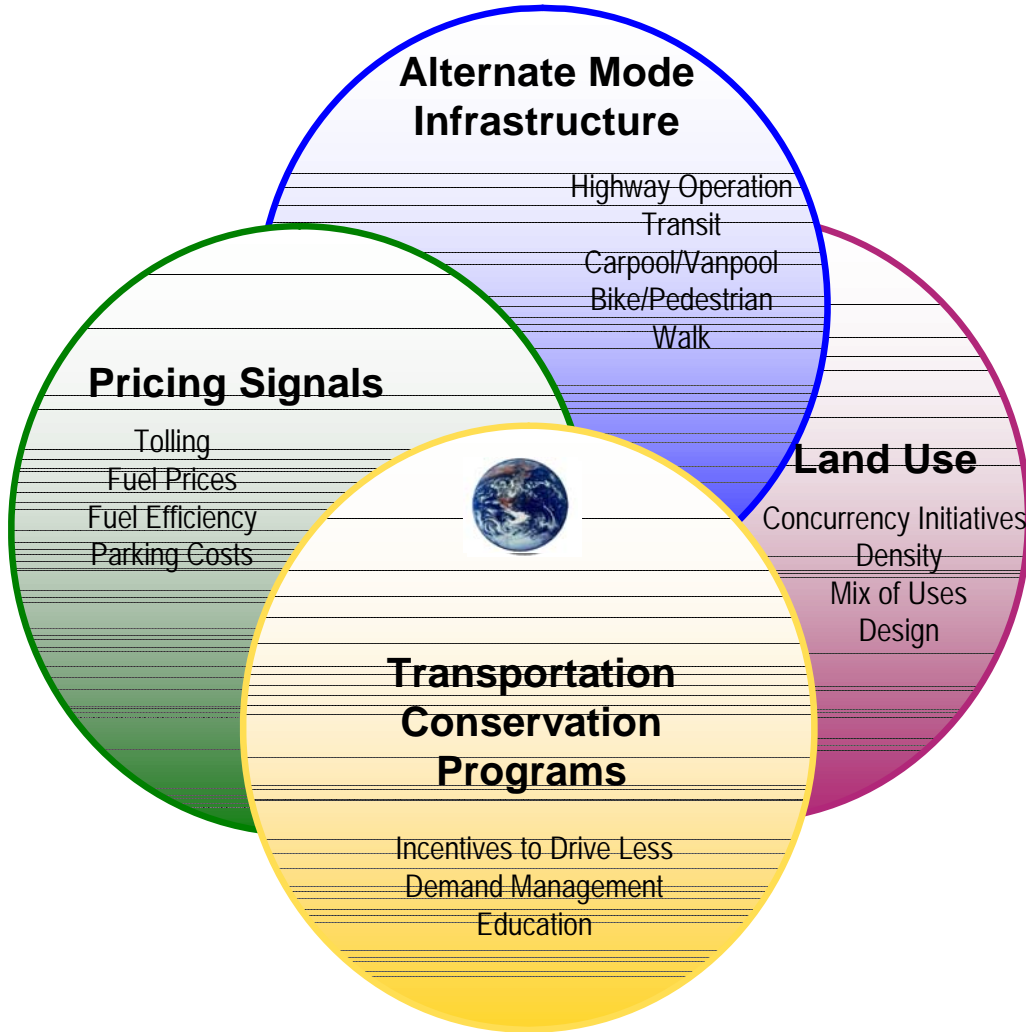 Alternate Mode
Infrastructure
Highway Operation
Transit
Carpool/Vanpool
Bike/Pedestrian
Walk
Pricing Signals
Tolling
Fuel Prices
Fuel Efficiency
Parking Costs
Land Use
Concurrency Initiatives
Density
Mix of Uses
Design
Transportation
Conservation
Programs
Incentives to Drive Less
Demand Management
Education